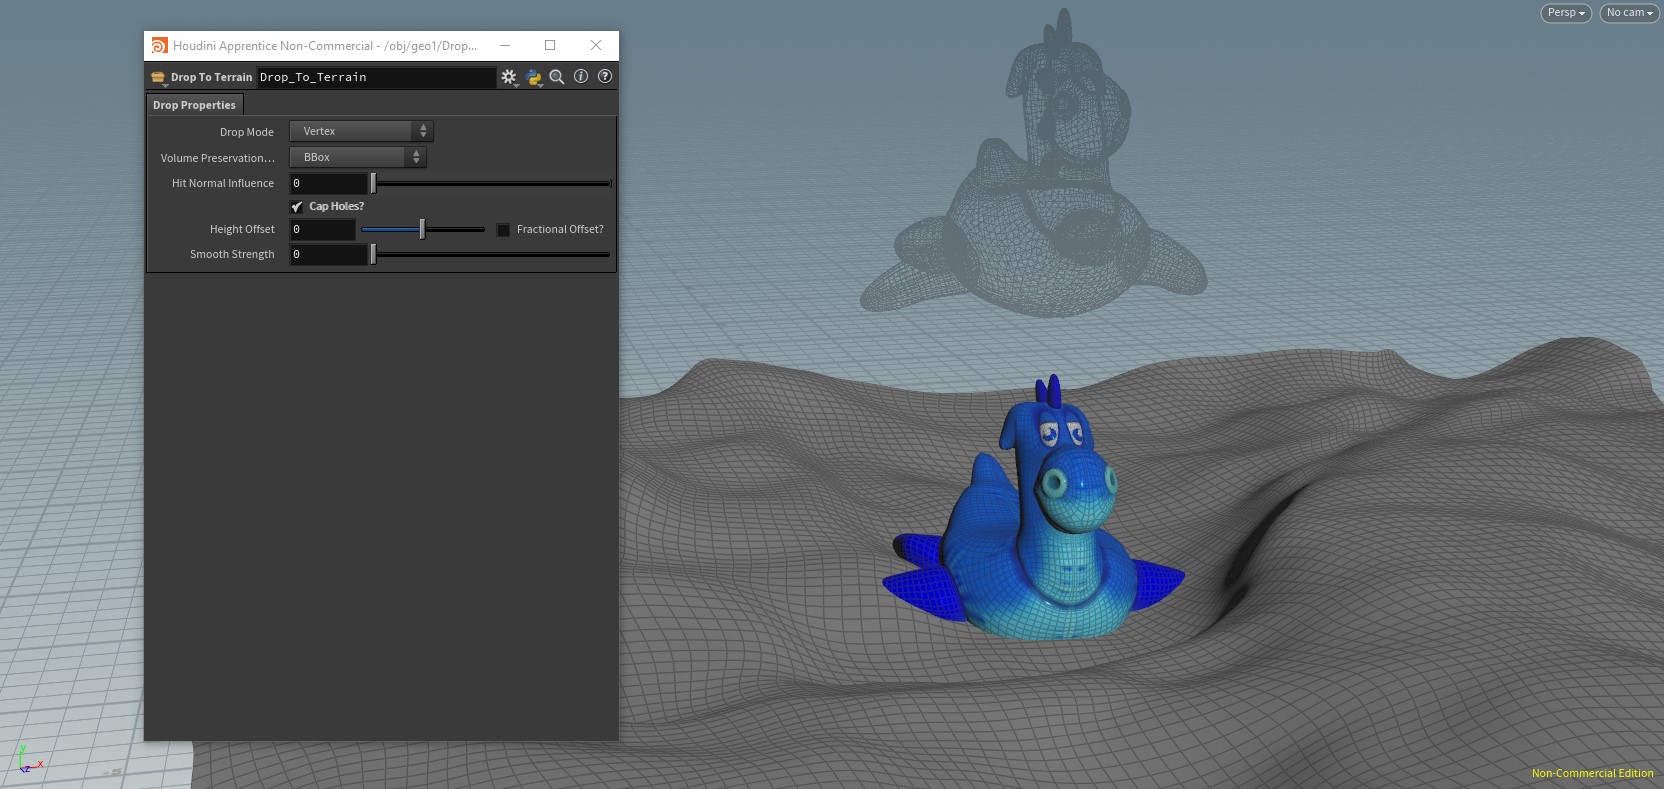 Persp
No cam
Houdini Apprentice Non-Commercial - /obj/geo1/Drop...
Drop To Terrain Drop_To_Terrain
Drop Properties
Drop Mode Vertex
Volume Preservation... BBox
Hit Normal Influence 0
Cap Holes?
Height Offset 0 Fractional Offset?
Smooth Strength 0
y
x
z
Non-Commercial Edition